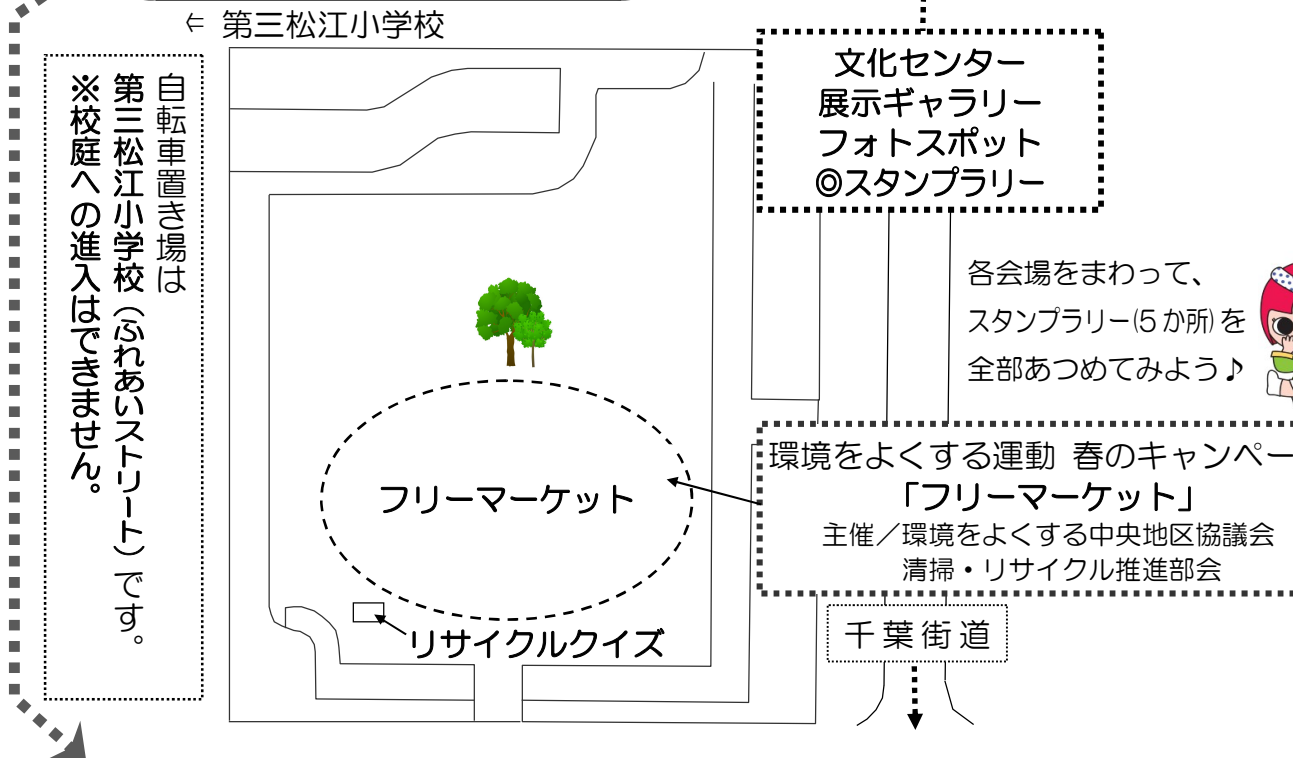 ⇐ 第三松江小学校
自転車置き場は
第三松江小学校（ふれあいストリート）です。
※校庭への進入はできません。
文化センター
展示ギャラリー
フォトスポット
◎スタンプラリー
各会場をまわって、
スタンプラリー(5か所)を
全部あつめてみよう♪
フリーマーケット
リサイクルクイズ
環境をよくする運動 春のキャンペー
「フリーマーケット」
主催／環境をよくする中央地区協議会
清掃・リサイクル推進部会
千葉街道